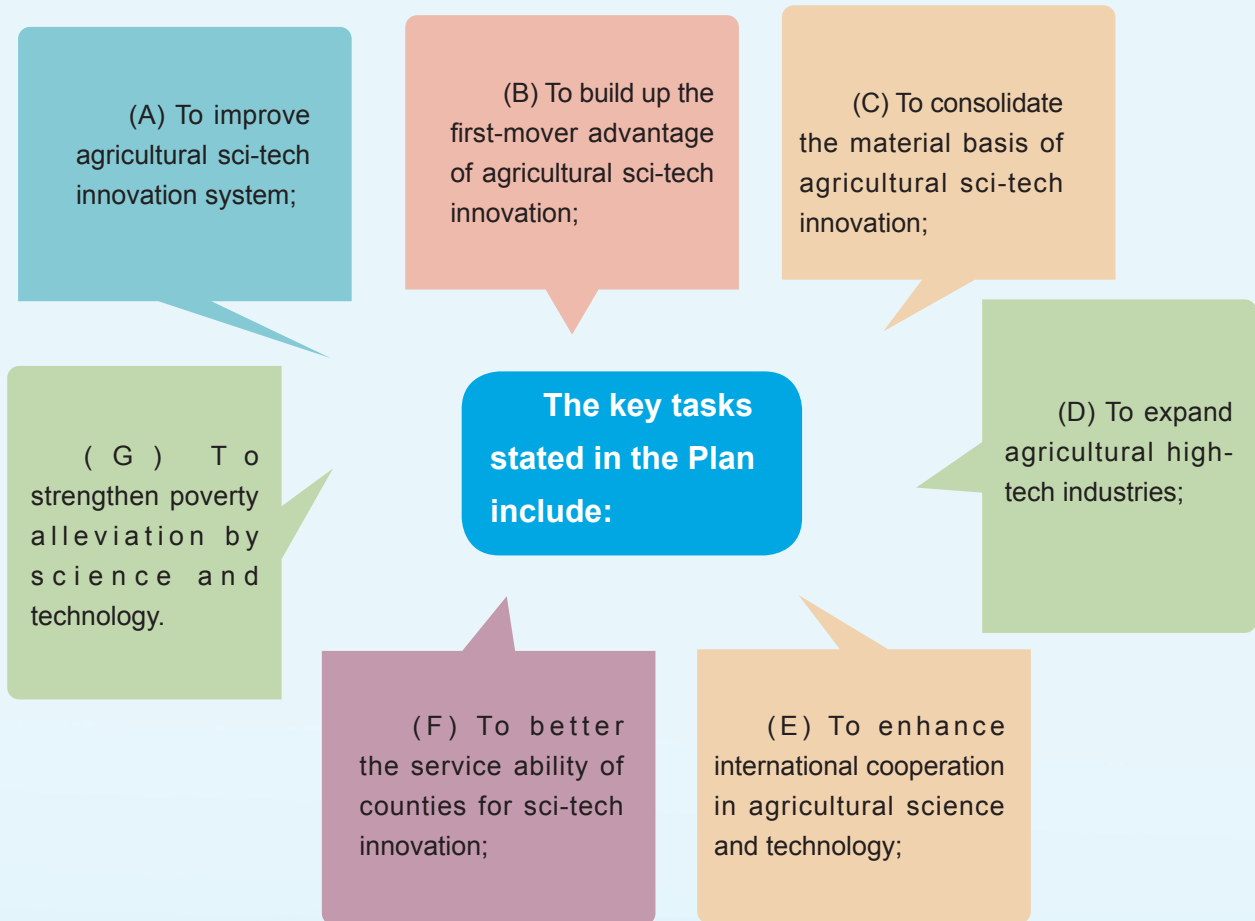 (A) To improve
agricultural sci-tech
innovation system;
(B) To build up the
first-mover advantage
of agricultural sci-tech
innovation;
(C) To consolidate
the material basis of
agricultural sci-tech
innovation;
The key tasks
stated in the Plan
include:
(D) To expand
agricultural high-
tech industries;
(G) To
strengthen poverty
alleviation by
science and
technology.
(F) To better
the service ability of
counties for sci-tech
innovation;
(E) To enhance
international cooperation
in agricultural science
and technology;